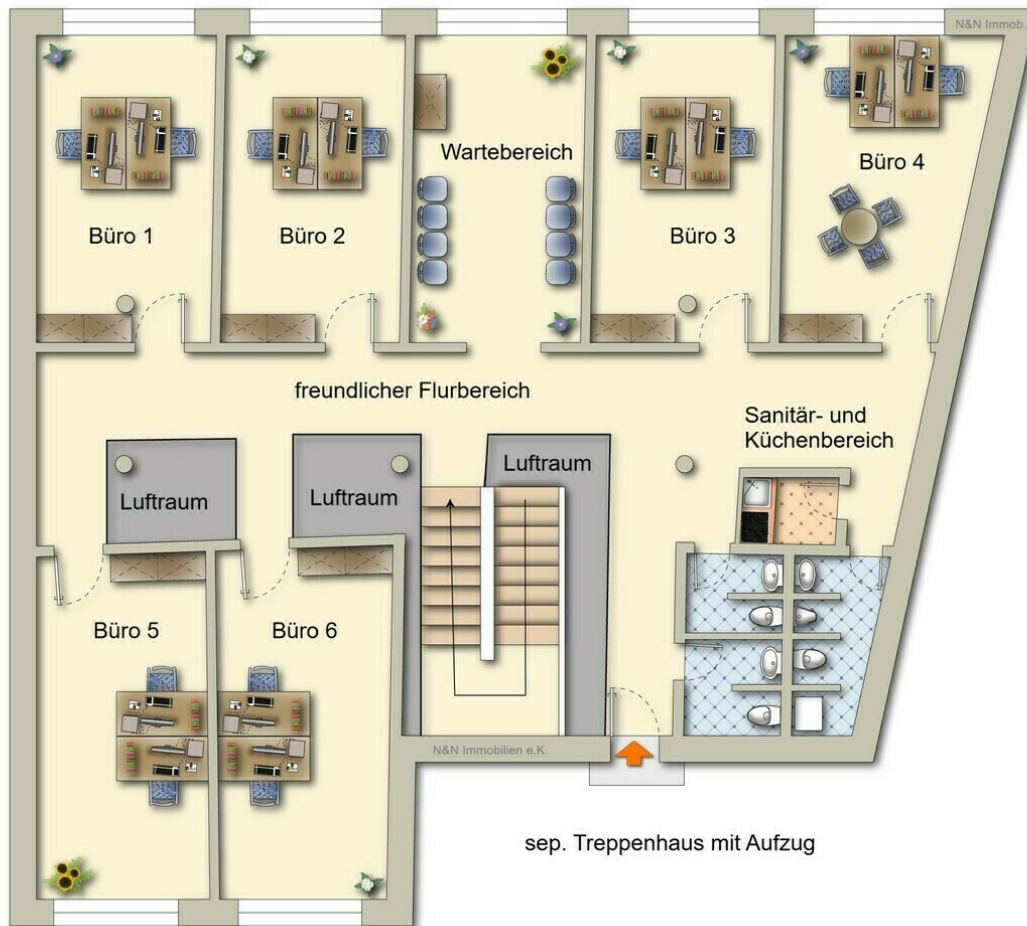 N&N Immob.
Wartebereich
Büro 4
Büro 1
Büro 2
Büro 3
freundlicher Flurbereich
Sanitär- und
Küchenbereich
Luftraum
Luftraum
Luftraum
Büro 5
Büro 6
N&N Immobilien e.K.
sep. Treppenhaus mit Aufzug